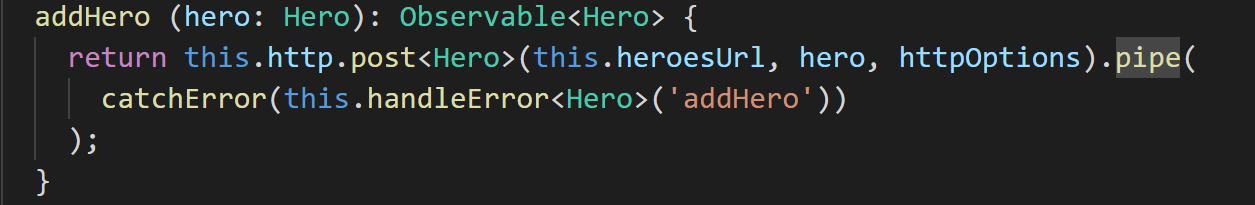 addHero (hero: Hero): Observable<Hero> {
return this.http.post<Hero>(this.heroesUrl, hero, httpOptions).pipe(
catchError(this.handleError<Hero>('addHero'))
);
}